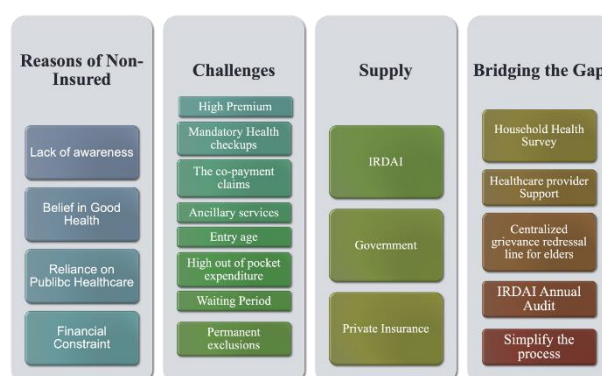 Reasons of Non-
Insured
Lack of awareness
Belief in Good
Health
Reliance on
Publibc Healthcare
Financial
Constraint
Challenges
High Premium
Mandatory Health
checkups
The co-payment
claims
Ancillary services
Entry age
High out of pocket
expenditure
Waiting Period
Permanent
exclusions
Supply
IRDAI
Government
Private Insurance
Bridging the Gap
Household Health
Survey
Healthcare provider
Support
Centralized
grievance redressal
line for elders
IRDAI Annual
Audit
Simplify the
process